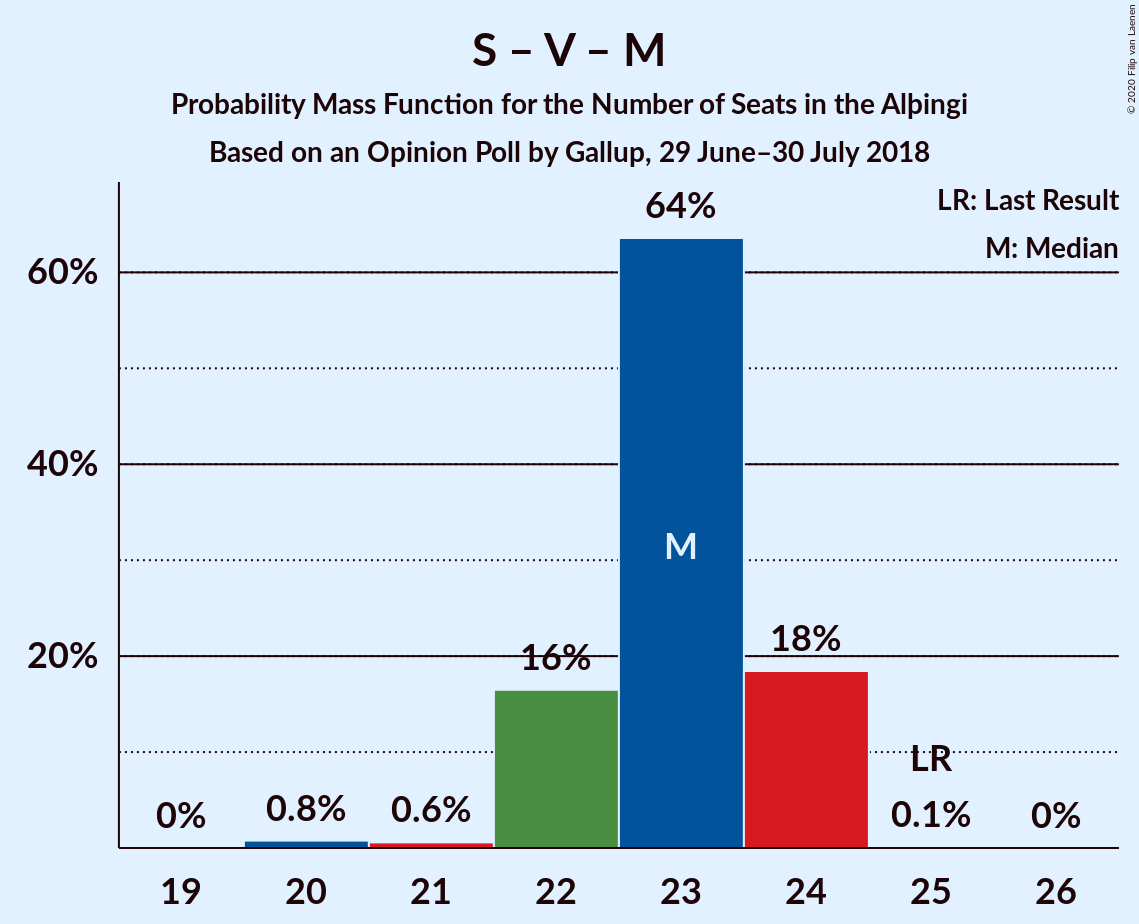 S – V – M
Probability Mass Function for the Number of Seats in the Alþingi
Based on an Opinion Poll by Gallup, 29 June–30 July 2018
© 2020 Filip van Laenen
LR: Last Result
M: Median
60%
40%
20%
0%
0.8%
0.6%
16%
64%
M
18%
LR
0.1%
0%
19 20 21 22 23 24 25 26